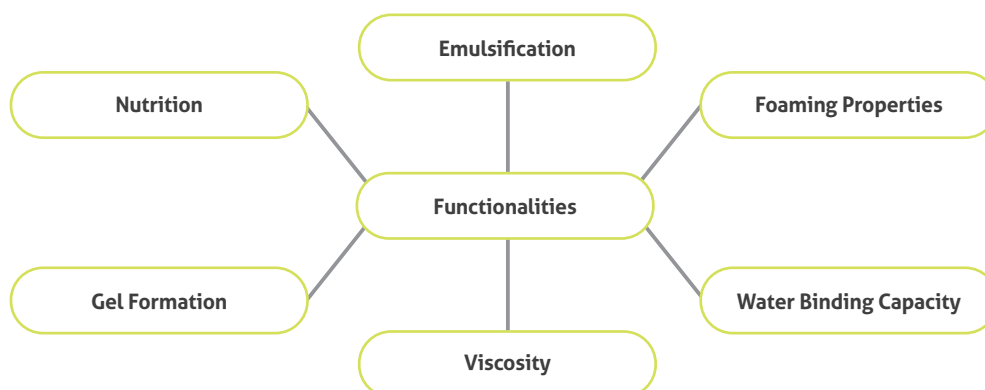 Emulsification
Nutrition
Foaming Properties
Functionalities
Gel Formation
Water Binding Capacity
Viscosity